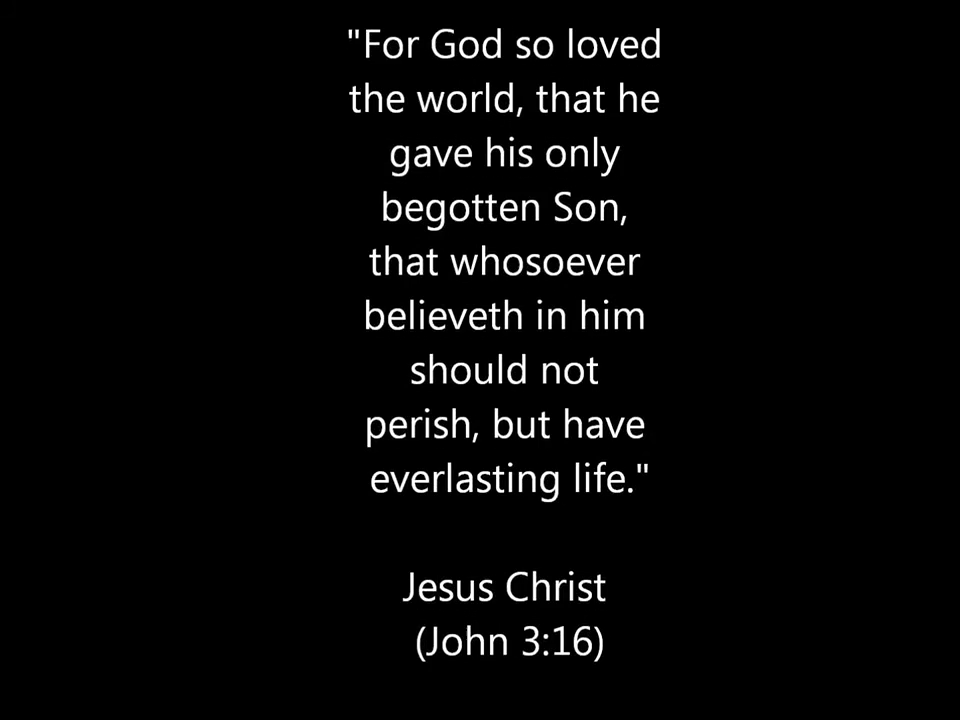 "For God so loved
the world, that he
gave his only
begotten Son,
that whosoever
believeth in him
should not
perish, but have
everlasting life."
Jesus Christ
(John 3:16)